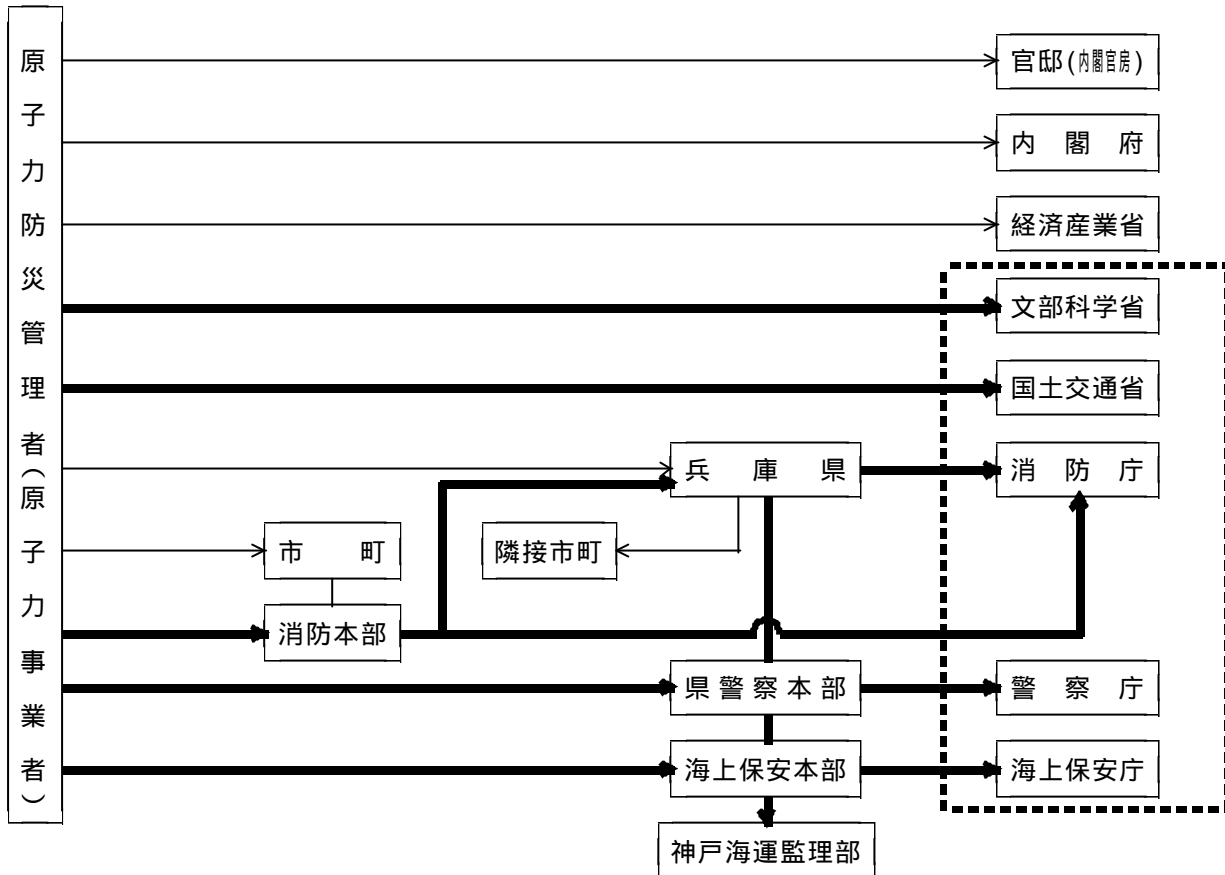 原子力防災管理者(原子力事業者)
官邸(内閣官房)
内閣府
経済産業省
文部科学省
国土交通省
兵庫県
消防庁
市町
隣接市町
消防本部
県警察本部
警察庁
海上保安本部
海上保安庁
神戸海運監理部